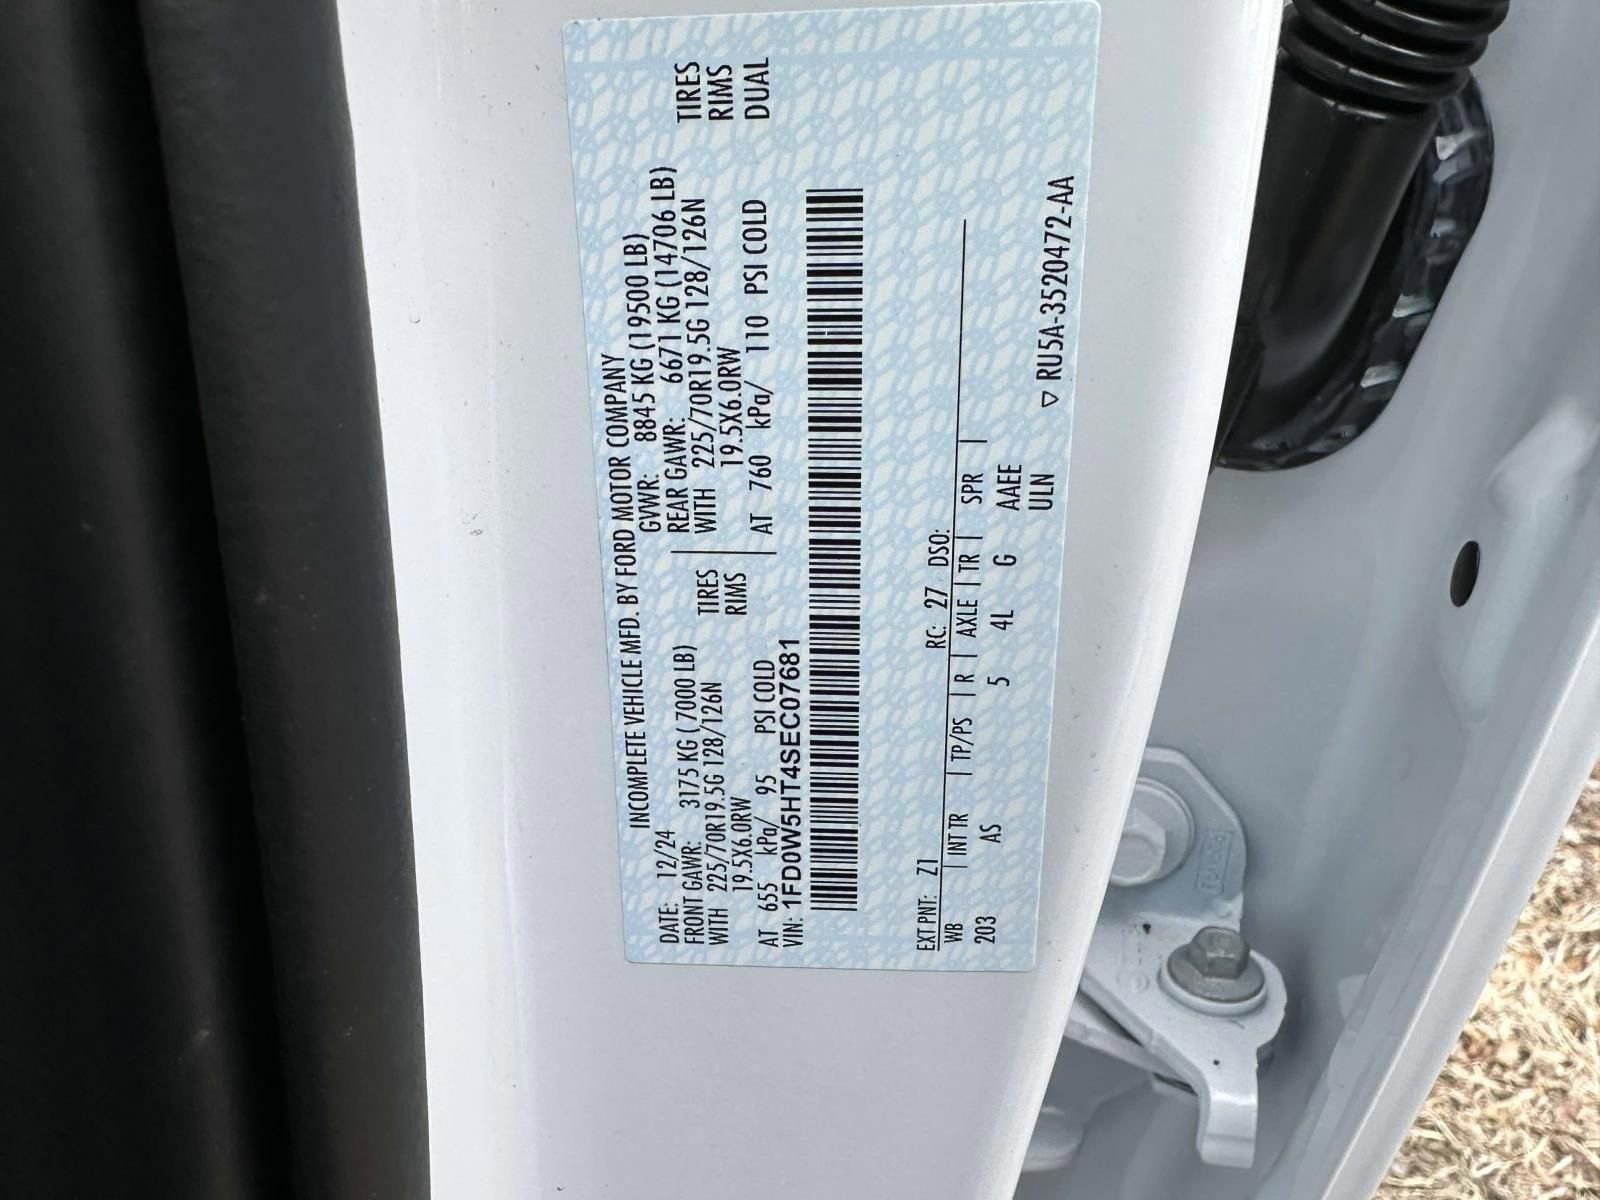 INCOMPLETE VEHICLE MFD. BY FORD MOTOR COMPANY
DATE: 12/24 GVWR: 8845 KG (19500 LB)
FRONT GAWR: 3175 KG (7000 LB) REAR GAWR: 6671 KG (14706 LB)
WITH 225/70R19.5G 128/126N TIRES WITH 225/70R19.5G 128/126N TIRES
19.5X6.0RW RIMS 19.5X6.0RW RIMS
AT 655 kPa/ 95 PSI COLD AT 760 kPa/ 110 PSI COLD DUAL
VIN: 1FD0W5HT4SEC07681
EXT PNT: Z1 RC: 27 DSO:
WB | INT TR | TP/PS | R | AXLE | TR | SPR |
203 AS 5 4L G AAEE
ULN
▽ RU5A-3520472-AA